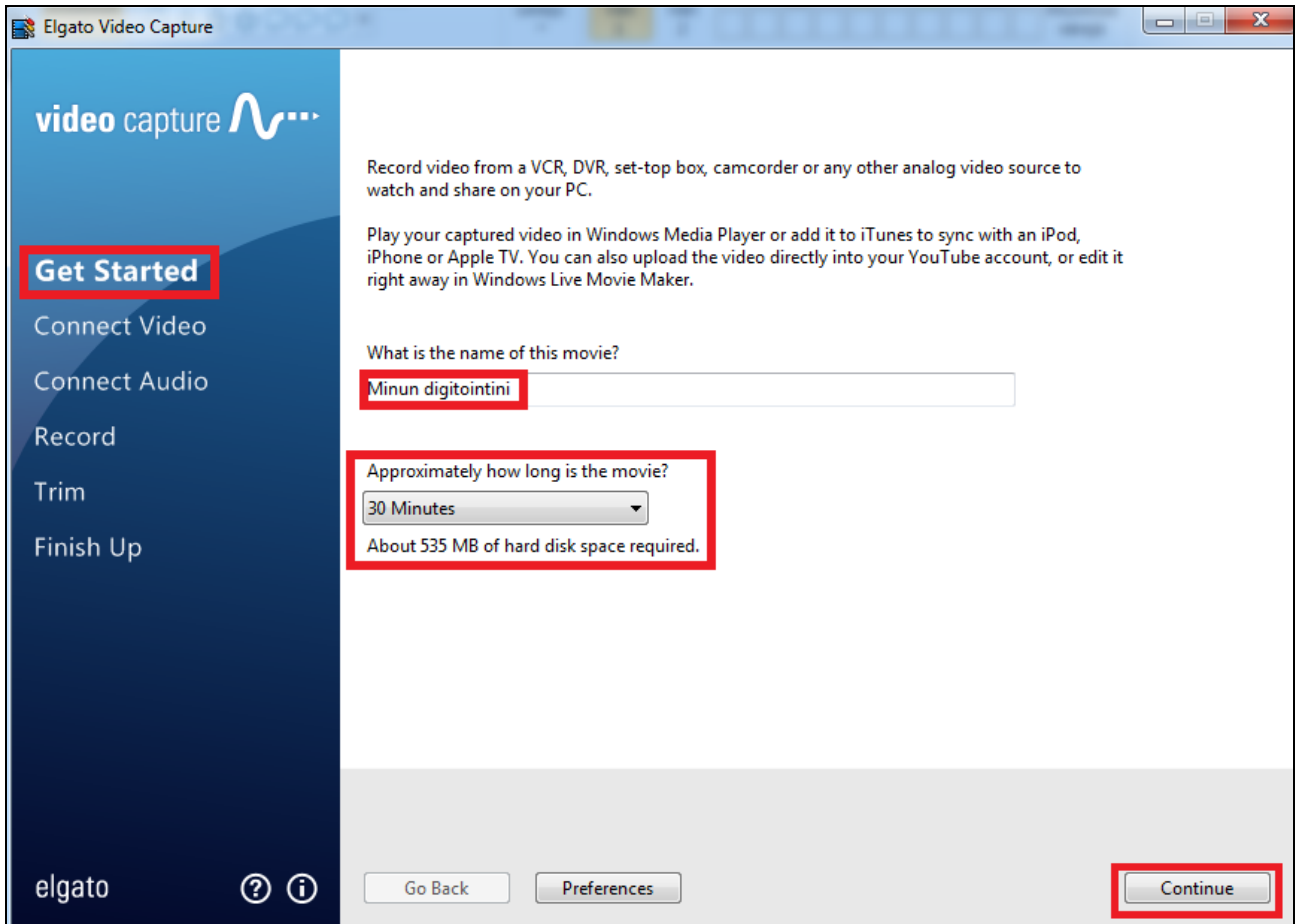 Elgato Video Capture
video capture
Get Started
Connect Video
Connect Audio
Record
Trim
Finish Up
elgato
Record video from a VCR, DVR, set-top box, camcorder or any other analog video source to
watch and share on your PC.
Play your captured video in Windows Media Player or add it to iTunes to sync with an iPod,
iPhone or Apple TV. You can also upload the video directly into your YouTube account, or edit it
right away in Windows Live Movie Maker.
What is the name of this movie?
Minun digitointini
Approximately how long is the movie?
30 Minutes
About 535 MB of hard disk space required.
Go Back
Preferences
Continue